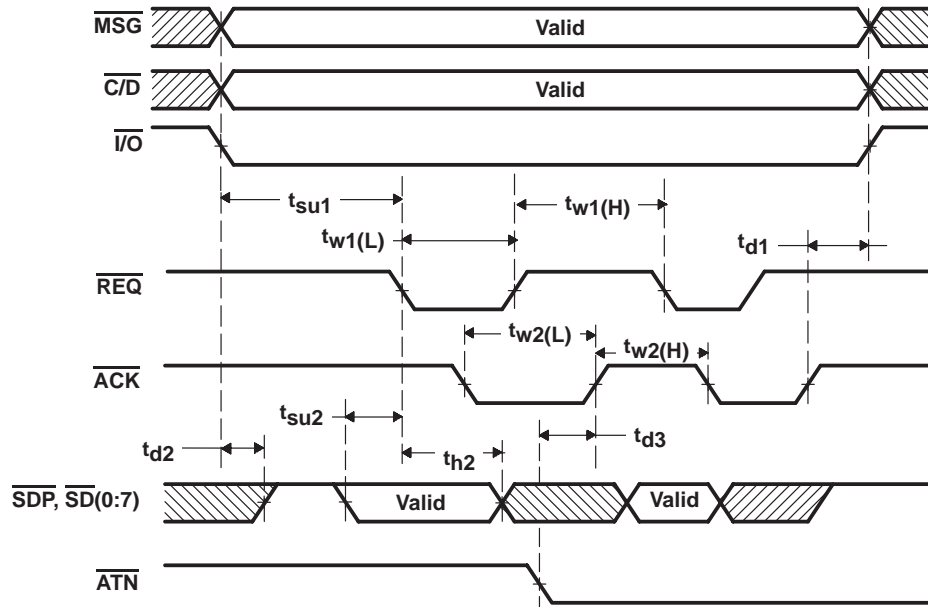 MSG
Valid
C/D
Valid
I/O
tsu1
tw1(H)
tw1(L)
td1
REQ
tw2(L)
tw2(H)
ACK
tsu2
td3
td2
th2
SDP, SD(0:7)
Valid
Valid
ATN